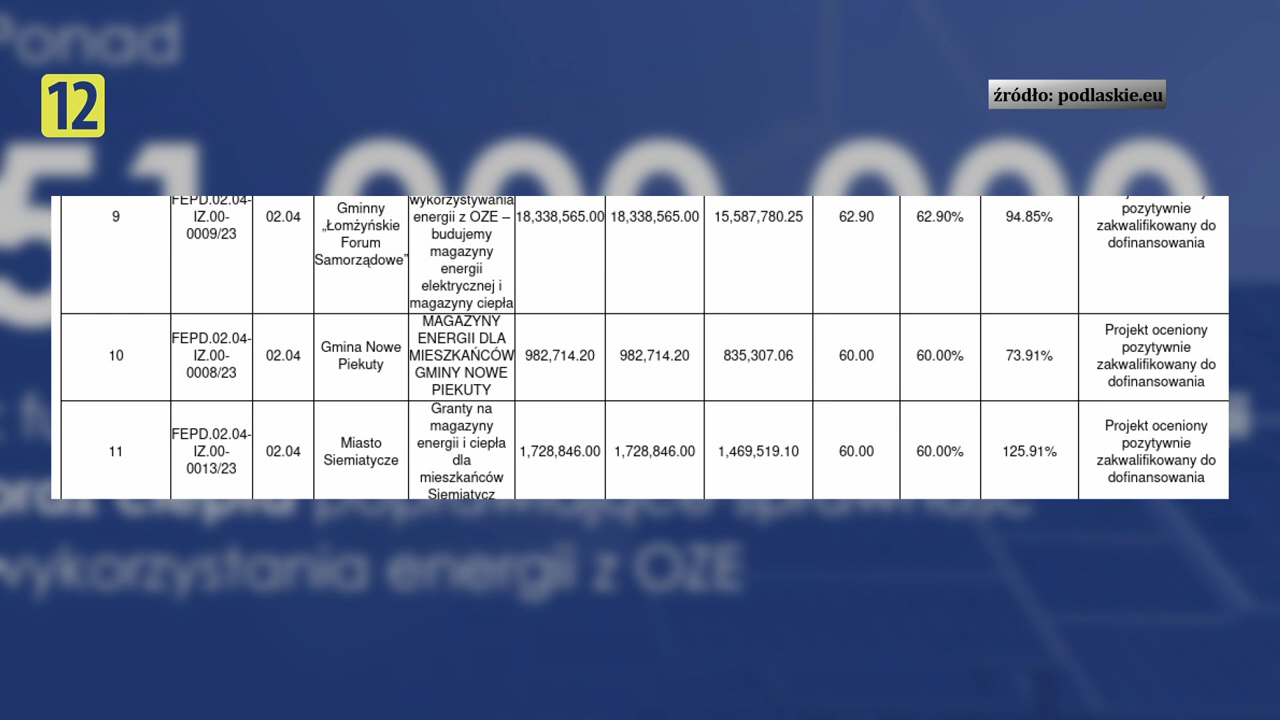 Ponad
12
źródło: podlaskie.eu
51 000 000
9
FEPD.02.04-
IZ.00-
0009/23
02.04
Gminny
„Łomżyńskie
Forum
Samorządowe”
wykorzystywania
energii z OZE –
budujemy
magazyny
energii
elektrycznej i
magazyny ciepła
18,338,565.00
18,338,565.00
15,587,780.25
62.90
62.90%
94.85%
pozytywnie
zakwalifikowany do
dofinansowania
10
FEPD.02.04-
IZ.00-
0008/23
02.04
Gmina Nowe
Piekuty
MAGAZYNY
ENERGII DLA
MIESZKAŃCÓW
GMINY NOWE
PIEKUTY
982,714.20
982,714.20
835,307.06
60.00
60.00%
73.91%
Projekt oceniony
pozytywnie
zakwalifikowany do
dofinansowania
11
FEPD.02.04-
IZ.00-
0013/23
02.04
Miasto
Siemiatycze
Granty na
magazyny
energii i ciepła
dla
mieszkańców
Siemiatycz
1,728,846.00
1,728,846.00
1,469,519.10
60.00
60.00%
125.91%
Projekt oceniony
pozytywnie
zakwalifikowany do
dofinansowania
oraz ciepła poprawiające sprawność
wykorzystania energii z OZE